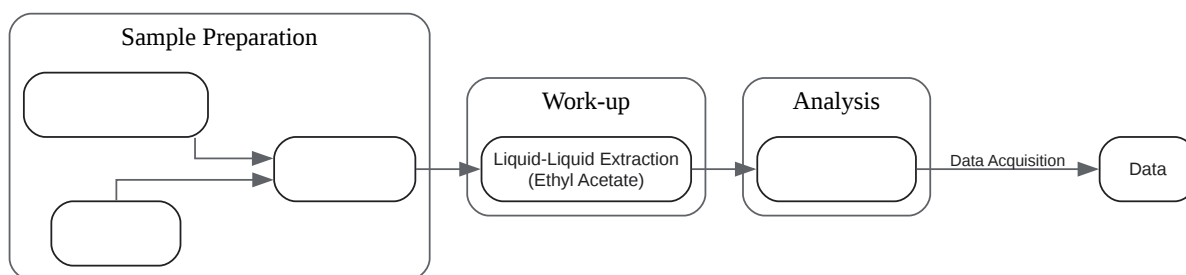 Sample Preparation
Work-up
Analysis
Liquid-Liquid Extraction
(Ethyl Acetate)
Data Acquisition
Data